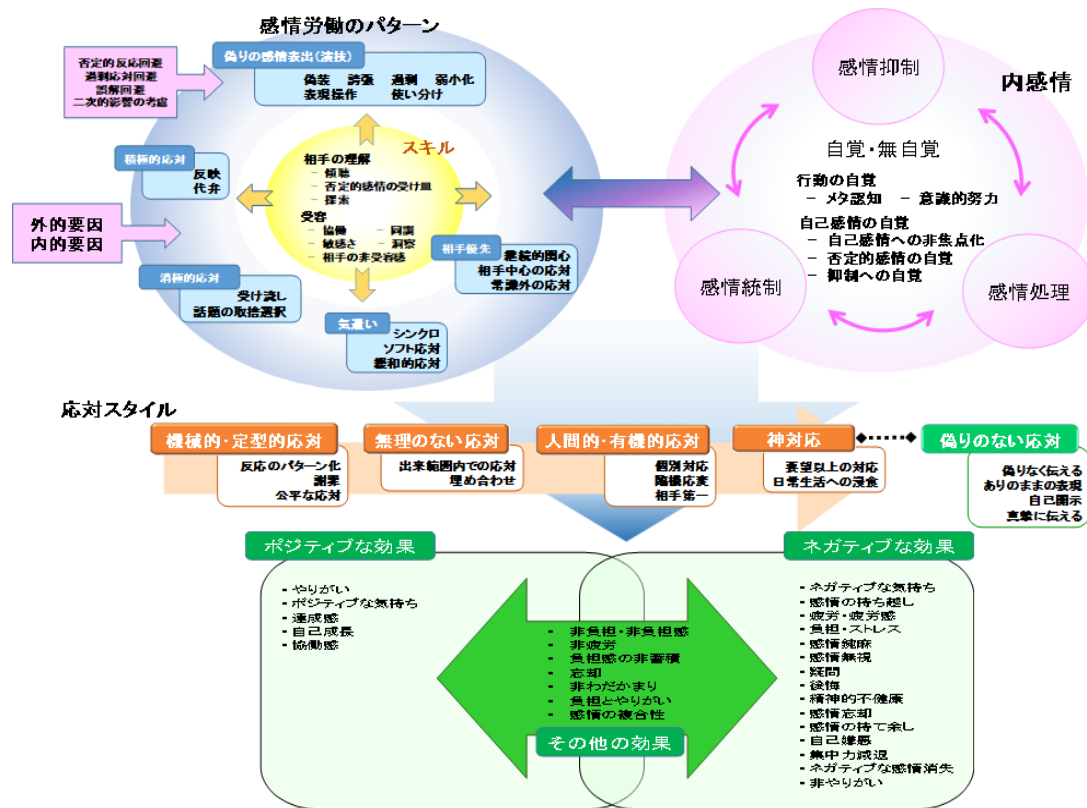 感情労働のパターン
偽りの感情表出(演技)
偽装 誇張 過剰 弱小化
表現操作 使い分け
否定的反応回避
過剰応対回避
誤解回避
二次的影響の考慮
スキル
相手の理解
– 傾聴
– 否定的感情の受け皿
– 探索
受容
– 協働 – 同調
– 敏感さ – 洞察
– 相手の非受容感
積極的応対
反映
代弁
外的要因
内的要因
消極的応対
受け流し
話題の取捨選択
相手優先
継続的関心
相手中心の応対
常識外の応対
気遣い
シンクロ
ソフト応対
緩和的応対
内感情
感情抑制
自覚・無自覚
行動の自覚
– メタ認知 – 意識的努力
自己感情の自覚
– 自己感情への非焦点化
– 否定的感情の自覚
– 抑制への自覚
感情統制
感情処理
応対スタイル
機械的・定型的応対
反応のパターン化
謝罪
公平な応対
無理のない応対
出来範囲内での応対
埋め合わせ
人間的・有機的応対
個別対応
臨機応変
相手第一
神対応
要望以上の対応
日常生活への浸食
偽りのない応対
偽りなく伝える
ありのままの表現
自己開示
真摯に伝える
ポジティブな効果
- やりがい
- ポジティブな気持ち
- 達成感
- 自己成長
- 協働感
- 非負担・非負担感
- 非疲労
- 負担感の非蓄積
- 忘却
- 非わだかまり
- 負担とやりがい
- 感情の複合性
その他の効果
ネガティブな効果
- ネガティブな気持ち
- 感情の持ち越し
- 疲労・疲労感
- 負担・ストレス
- 感情鈍麻
- 感情無視
- 疑問
- 後悔
- 精神的不健康
- 感情忘却
- 感情の持て余し
- 自己嫌悪
- 集中力減退
- ネガティブな感情消失
- 非やりがい